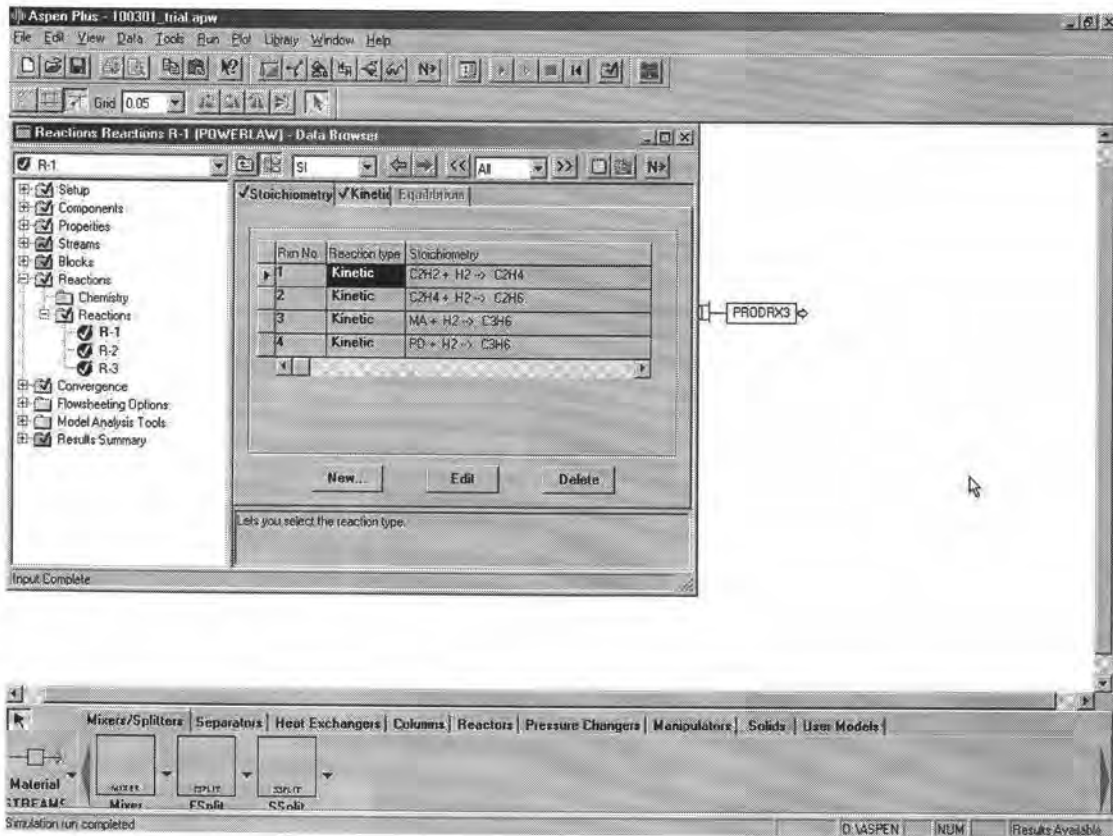 Aspen Plus - 100301_trial.apw
File Edit View Data Tools Run Plot Library Window Help
N>
Grid 0.05
Reactions Reactions R-1 (POWERLAW) - Data Browser
R-1 SI << All >> N>
Setup
Components
Properties
Streams
Blocks
Reactions
Chemistry
Reactions
R-1
R-2
R-3
Convergence
Flowsheeting Options
Model Analysis Tools
Results Summary
Stoichiometry Kinetic Equilibrium
Rxn No. Reaction type Stoichiometry
1 Kinetic C2H2 + H2 -> C2H4
2 Kinetic C2H4 + H2 -> C2H6
3 Kinetic MA + H2 -> C3H6
4 Kinetic PD + H2 -> C3H6
New... Edit Delete
Lets you select the reaction type.
Input Complete
PRODRX3
Mixers/Splitters Separators Heat Exchangers Columns Reactors Pressure Changers Manipulators Solids User Models
MIXER FSPLIT SSPLIT
Material
STREAMS Mixer FSplit SSplit
Simulation run completed D:\ASPEN NUM Results Available